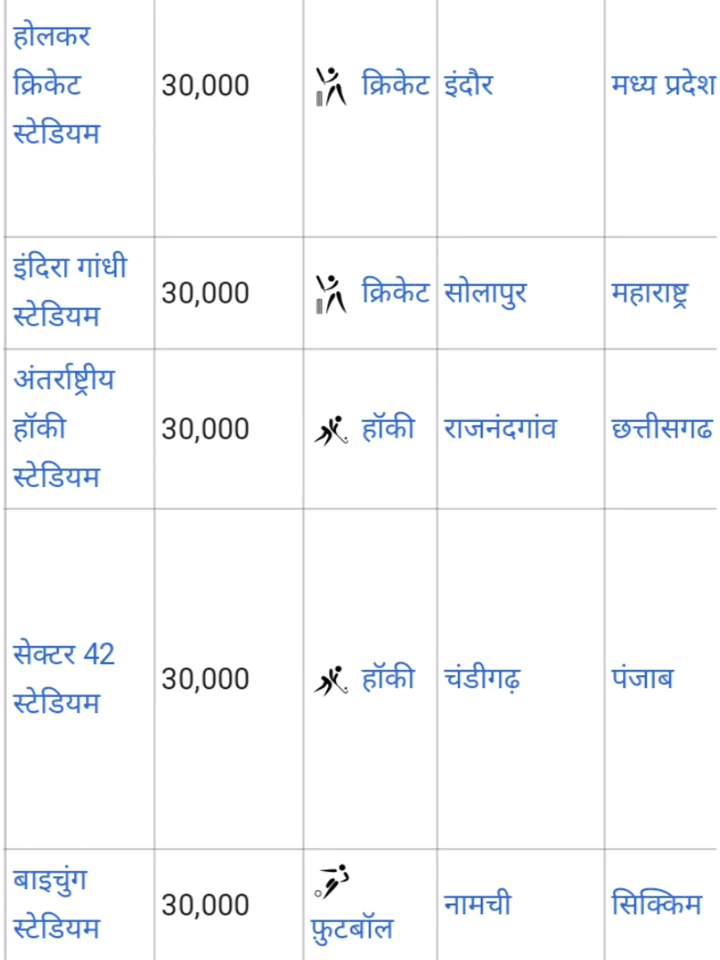 होलकर
क्रिकेट
स्टेडियम
30,000
क्रिकेट
इंदौर
मध्य प्रदेश
इंदिरा गांधी
स्टेडियम
30,000
क्रिकेट
सोलापुर
महाराष्ट्र
अंतर्राष्ट्रीय
हॉकी
स्टेडियम
30,000
हॉकी
राजनंदगांव
छत्तीसगढ
सेक्टर 42
स्टेडियम
30,000
हॉकी
चंडीगढ़
पंजाब
बाइचुंग
स्टेडियम
30,000
फ़ुटबॉल
नामची
सिक्किम